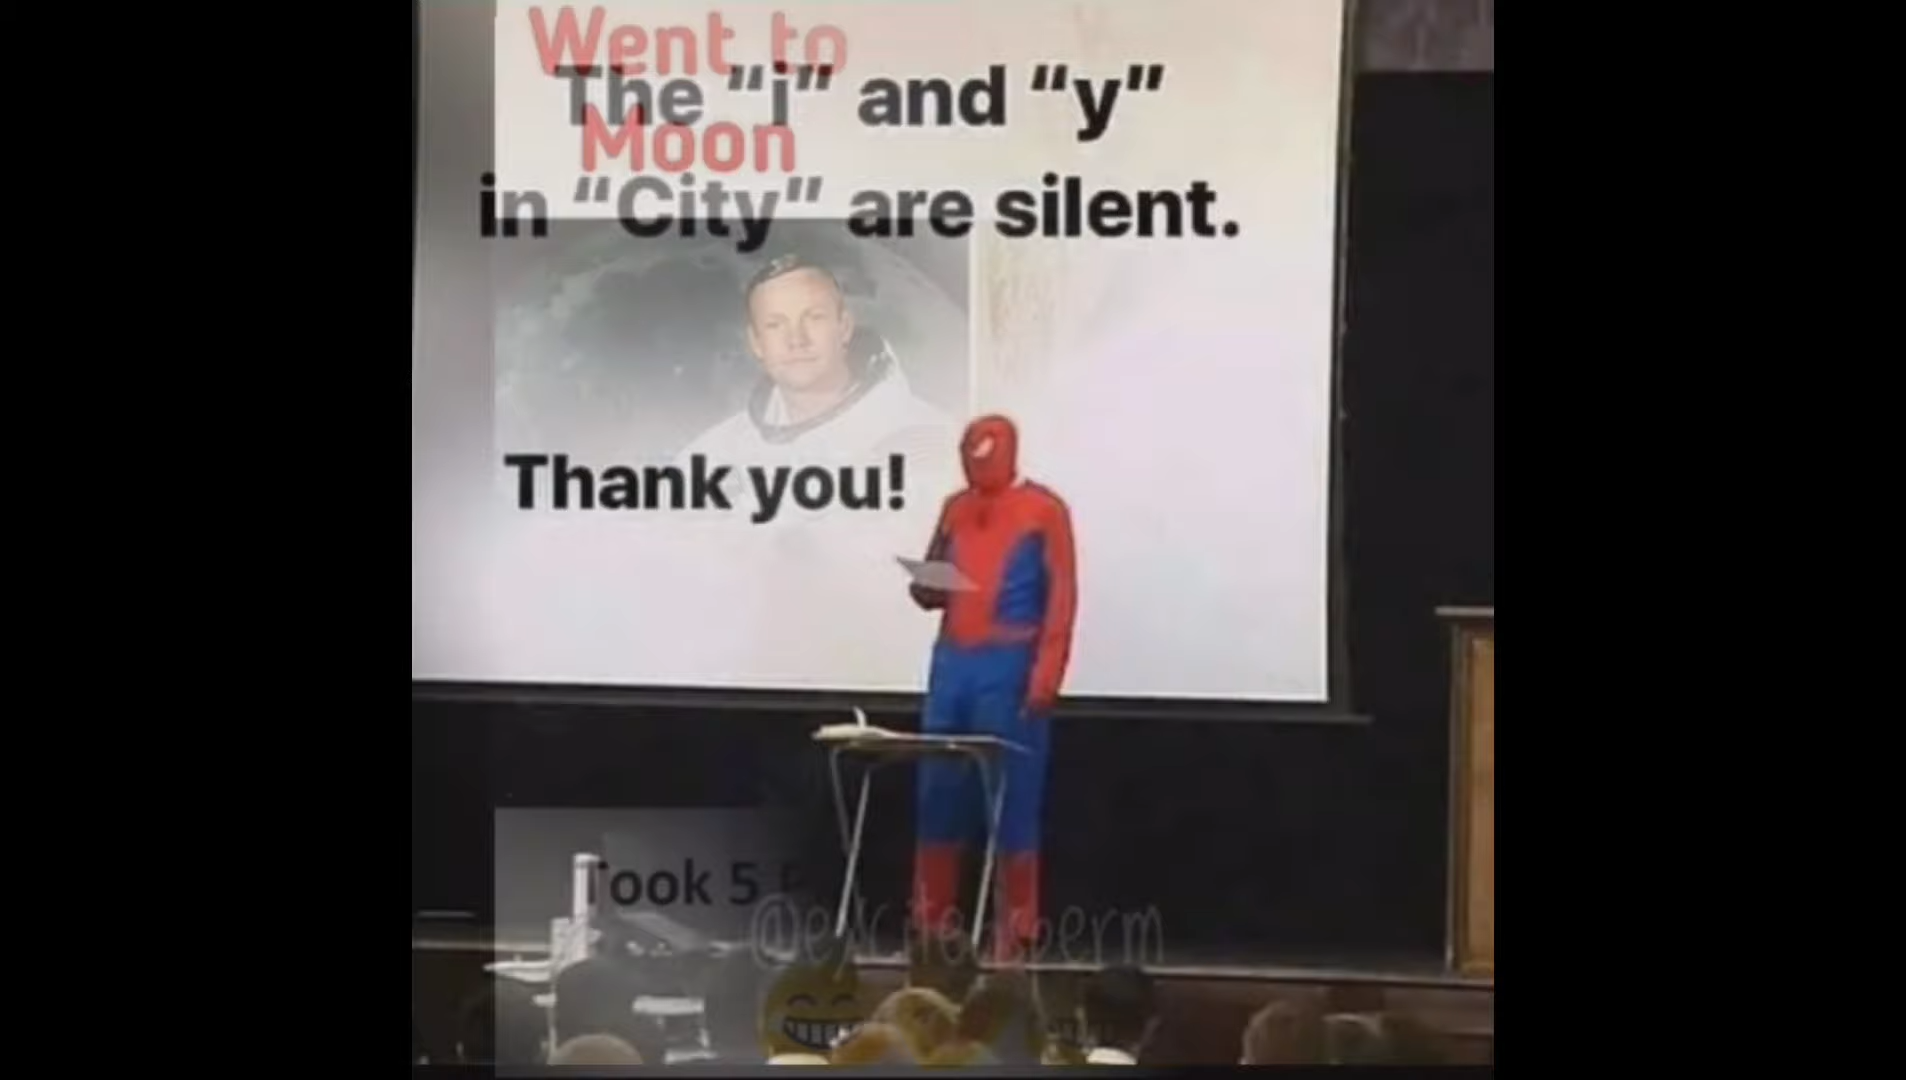 Went to
Moon
The “i” and “y”
in “City” are silent.
Thank you!
Took 5